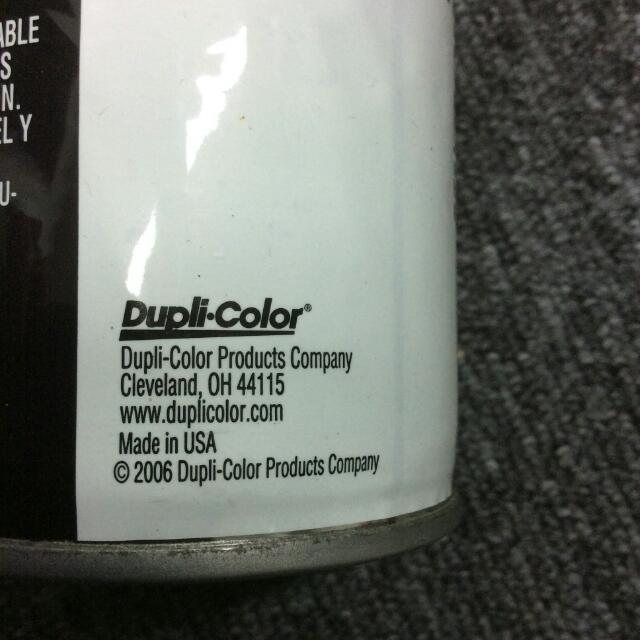 ABLE
S
N.
ELY
U-
Dupli-Color®
Dupli-Color Products Company
Cleveland, OH 44115
www.duplicolor.com
Made in USA
© 2006 Dupli-Color Products Company